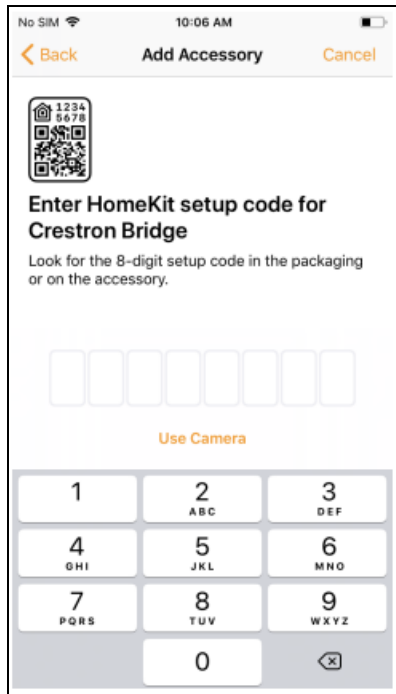 No SIM 10:06 AM
Back Add Accessory Cancel
1234
5678
Enter HomeKit setup code for
Crestron Bridge
Look for the 8-digit setup code in the packaging
or on the accessory.
Use Camera
1 2 3
ABC DEF
4 5 6
GHI JKL MNO
7 8 9
PQRS TUV WXYZ
0